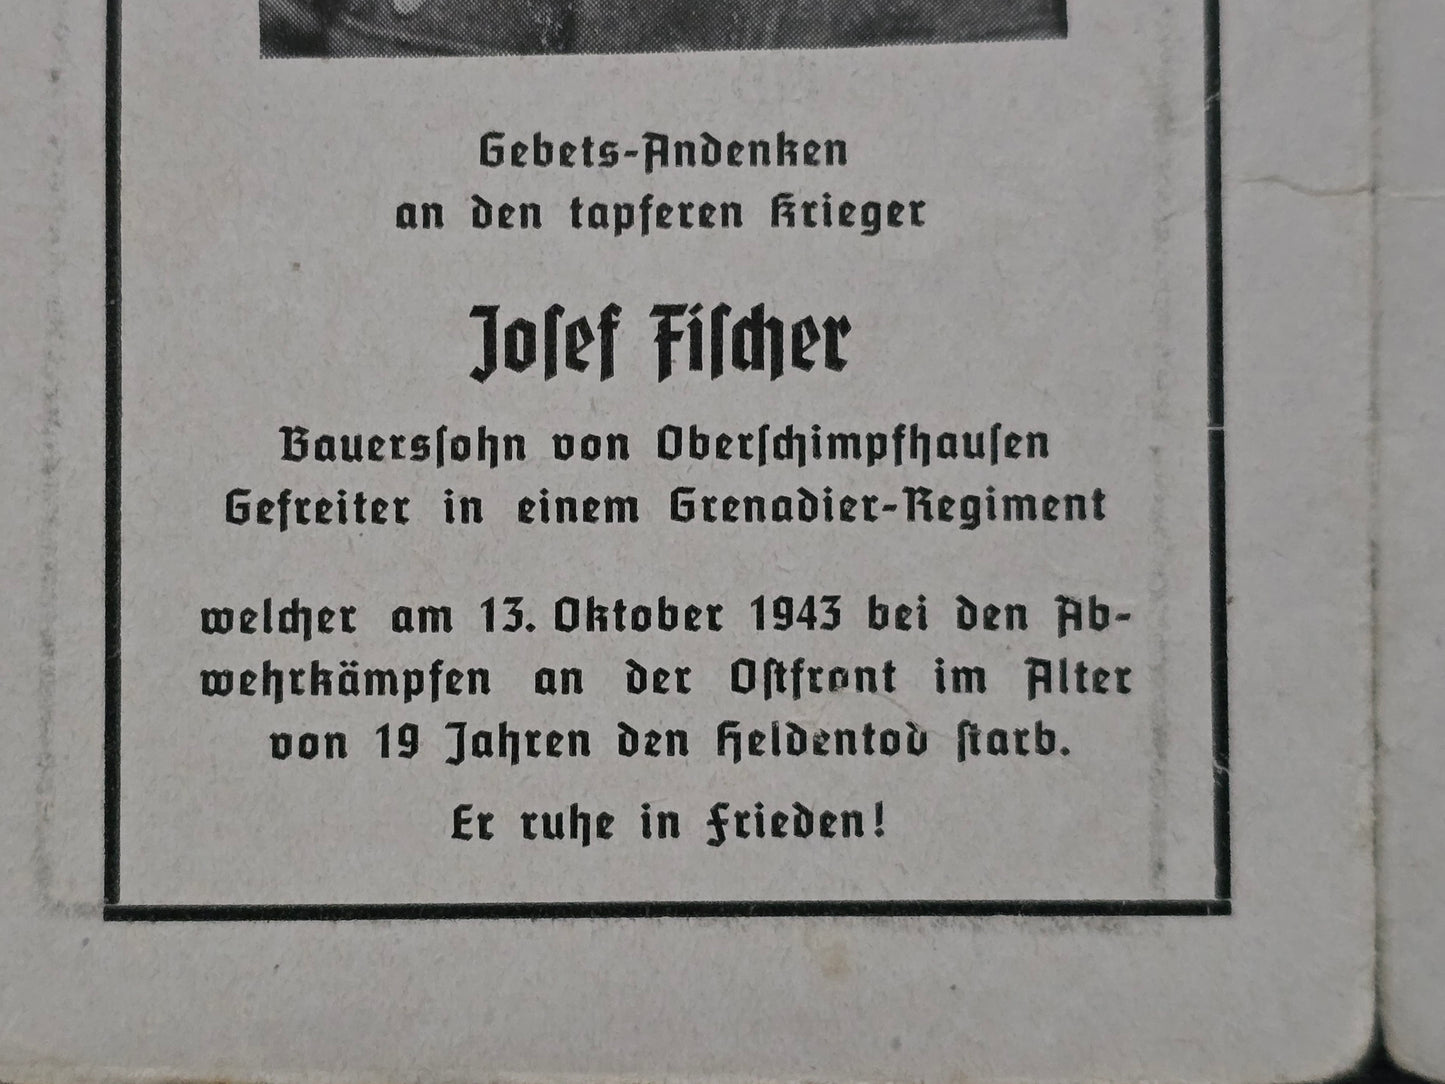 Gebets-Andenken
an den tapferen Krieger
Joſef Fiſcher
Bauersſohn von Oberſchimpfhauſen
Gefreiter in einem Grenadier-Regiment
welcher am 13. Oktober 1943 bei den Ab-
wehrkämpfen an der Oſtfront im Alter
von 19 Jahren den Heldentod ſtarb.
Er ruhe in Frieden!